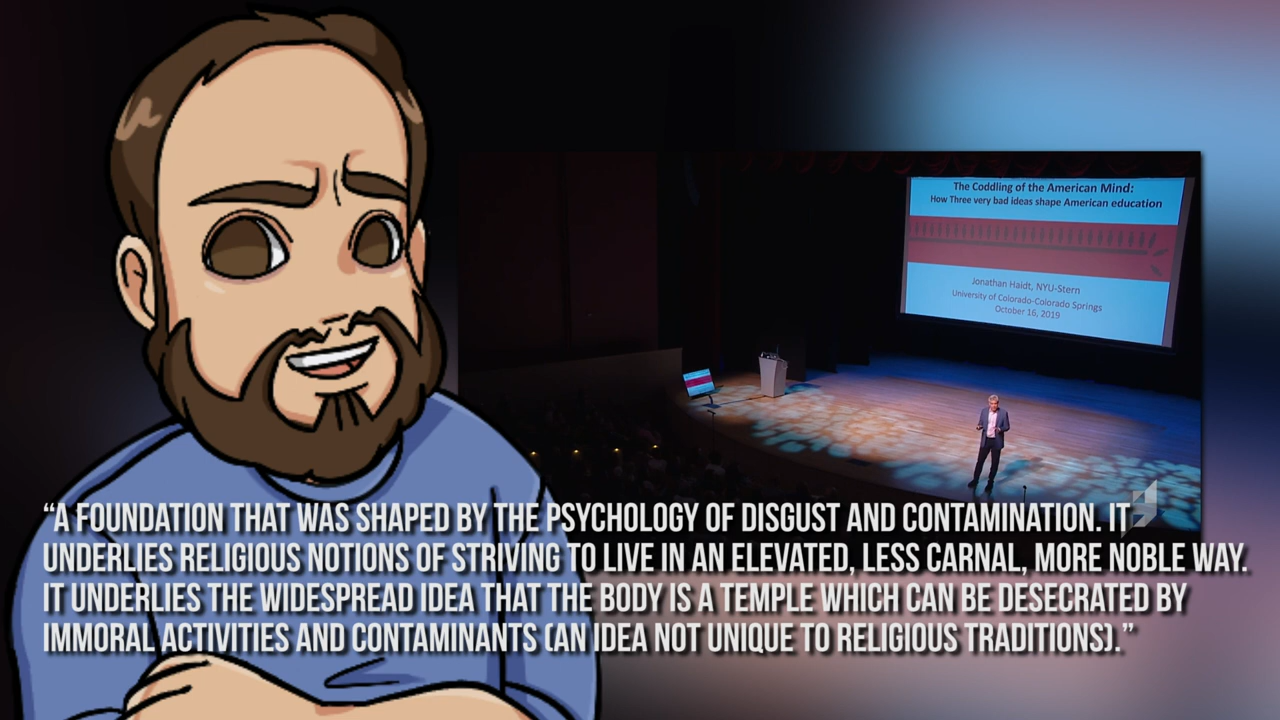 The Coddling of the American Mind:
How Three very bad ideas shape American education
Jonathan Haidt, NYU-Stern
University of Colorado-Colorado Springs
October 16, 2019
“A FOUNDATION THAT WAS SHAPED BY THE PSYCHOLOGY OF DISGUST AND CONTAMINATION. IT
UNDERLIES RELIGIOUS NOTIONS OF STRIVING TO LIVE IN AN ELEVATED, LESS CARNAL, MORE NOBLE WAY.
IT UNDERLIES THE WIDESPREAD IDEA THAT THE BODY IS A TEMPLE WHICH CAN BE DESECRATED BY
IMMORAL ACTIVITIES AND CONTAMINANTS (AN IDEA NOT UNIQUE TO RELIGIOUS TRADITIONS).”